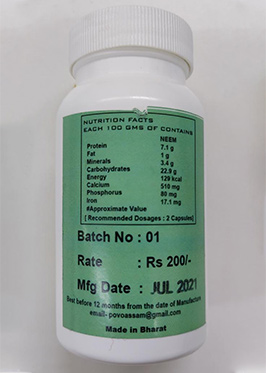 NUTRITION FACTS
EACH 100 GMS OF CONTAINS
NEEM
Protein 7.1 g
Fat 1 g
Minerals 3.4 g
Carbohydrates 22.9 g
Energy 129 kcal
Calcium 510 mg
Phosphorus 80 mg
Iron 17.1 mg
#Approximate Value
[ Recommended Dosages : 2 Capsules]
Batch No : 01
Rate : Rs 200/-
Mfg Date : JUL 2021
Best before 12 months from the date of Manufacture
email- povoassam@gmail.com
Made in Bharat